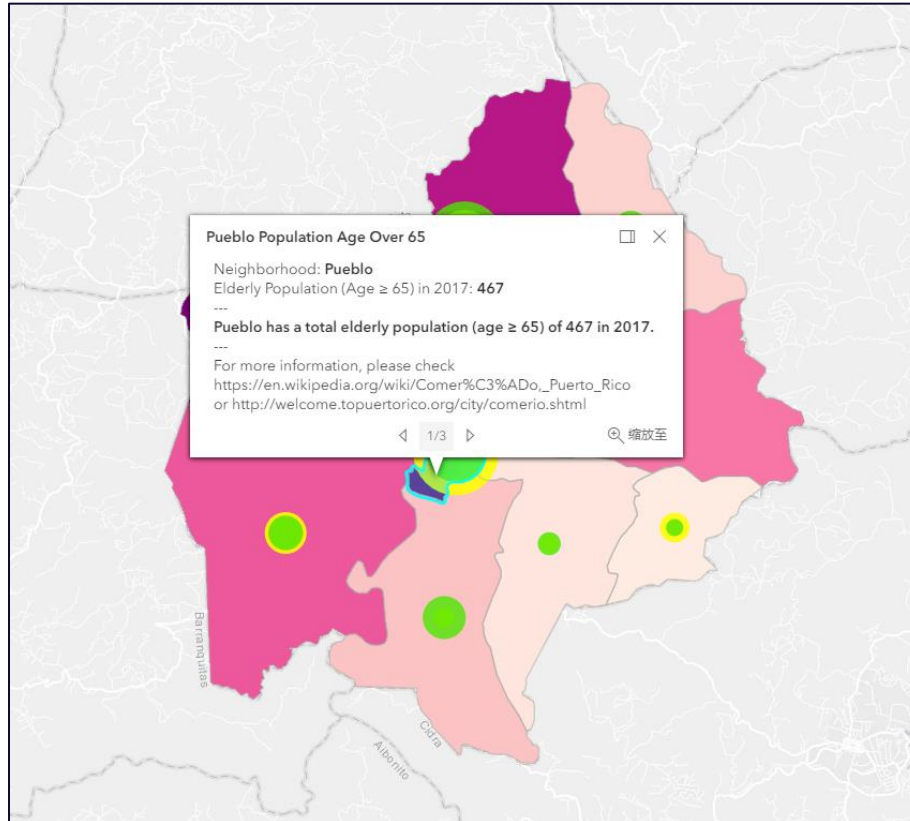 Pueblo Population Age Over 65
Neighborhood: Pueblo
Elderly Population (Age ≥ 65) in 2017: 467
---
Pueblo has a total elderly population (age ≥ 65) of 467 in 2017.
---
For more information, please check
https://en.wikipedia.org/wiki/Comer%C3%ADo,_Puerto_Rico
or http://welcome.topuertorico.org/city/comerio.shtml
1/3
缩放至
Barranquitas
Cidra
Aibonito